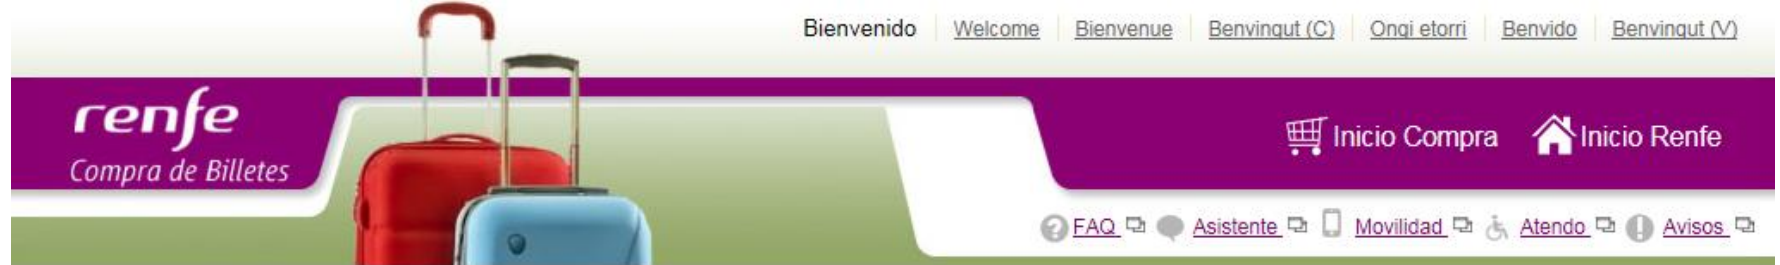 Bienvenido Welcome Bienvenue Benvingut (C) Ongi etorri Benvido Benvingut (V)
renfe
Compra de Billetes
Inicio Compra Inicio Renfe
FAQ Asistente Movilidad Atendo Avisos